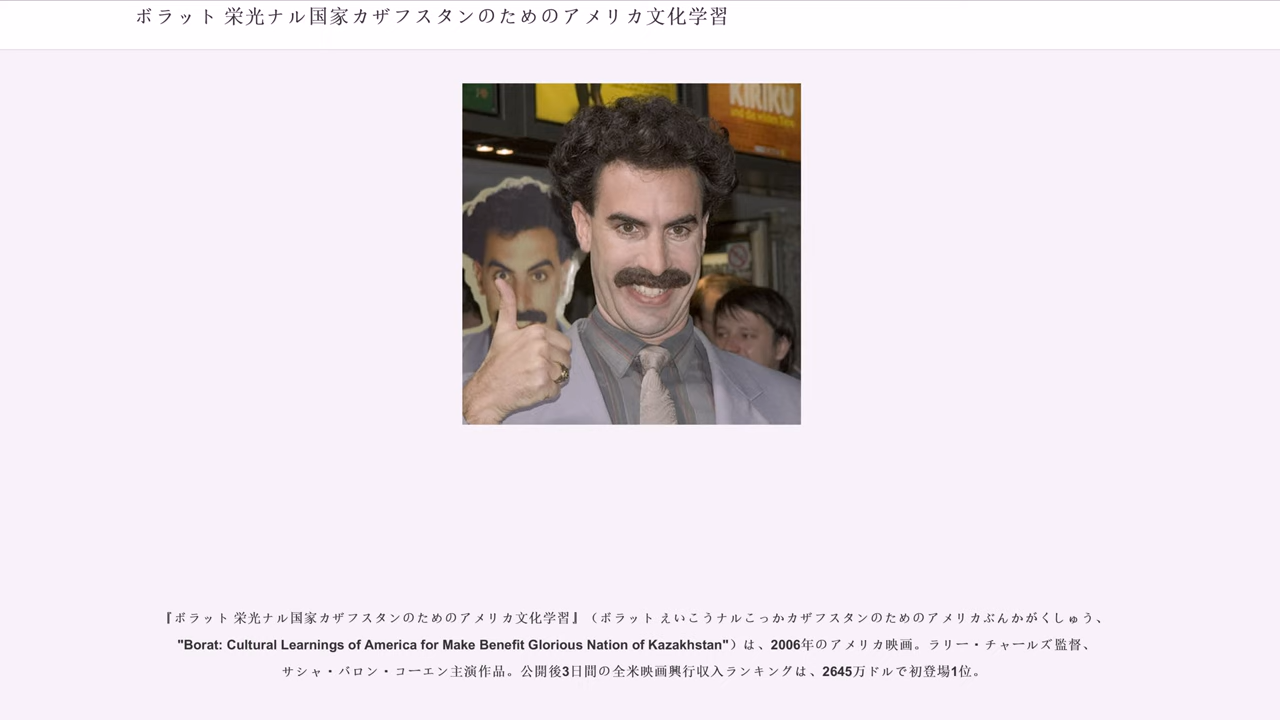 ボラット 栄光ナル国家カザフスタンのためのアメリカ文化学習
KIRIKU
und die wilden Tiere
『ボラット 栄光ナル国家カザフスタンのためのアメリカ文化学習』（ボラット えいこうナルこっかカザフスタンのためのアメリカぶんかがくしゅう、
"Borat: Cultural Learnings of America for Make Benefit Glorious Nation of Kazakhstan"）は、2006年のアメリカ映画。ラリー・チャールズ監督、
サシャ・バロン・コーエン主演作品。公開後3日間の全米映画興行収入ランキングは、2645万ドルで初登場1位。